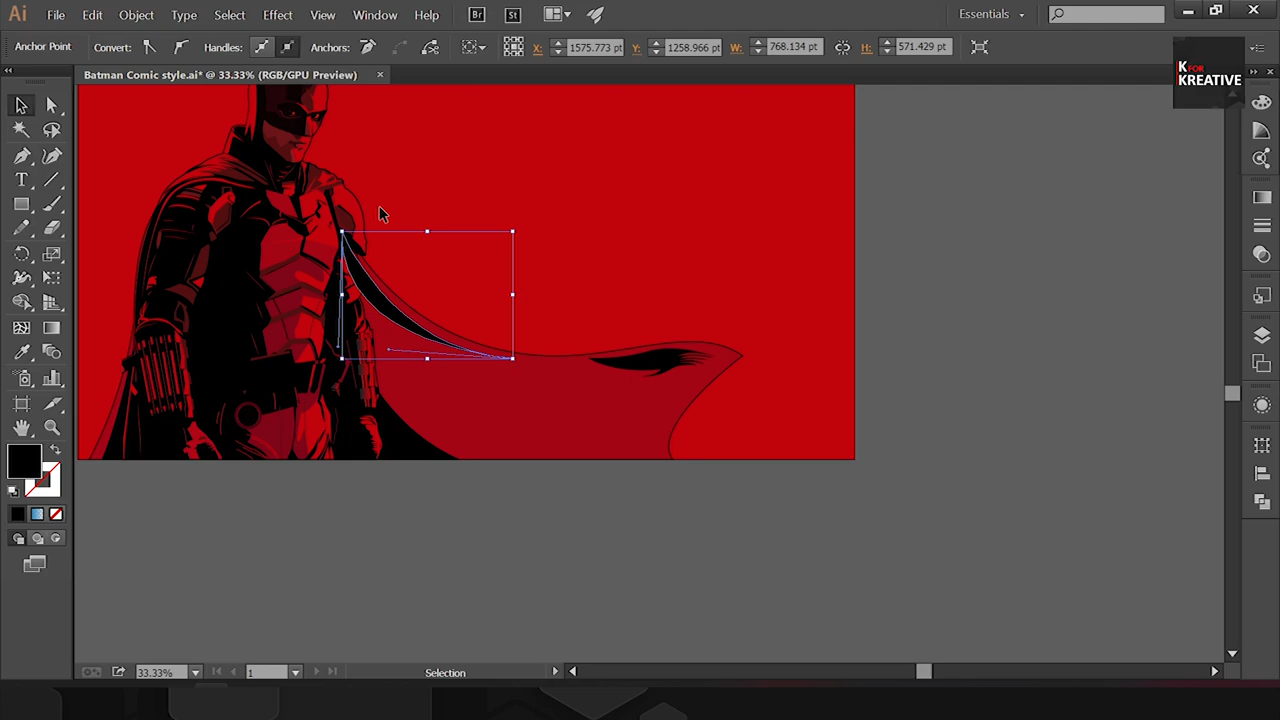 Ai File Edit Object Type Select Effect View Window Help Br St Essentials
Anchor Point Convert: Handles: Anchors: X: 1575.773 pt Y: 1258.966 pt W: 768.134 pt H: 571.429 pt
K FOR
KREATIVE
Batman Comic style.ai* @ 33.33% (RGB/GPU Preview)
T
33.33% 1 Selection